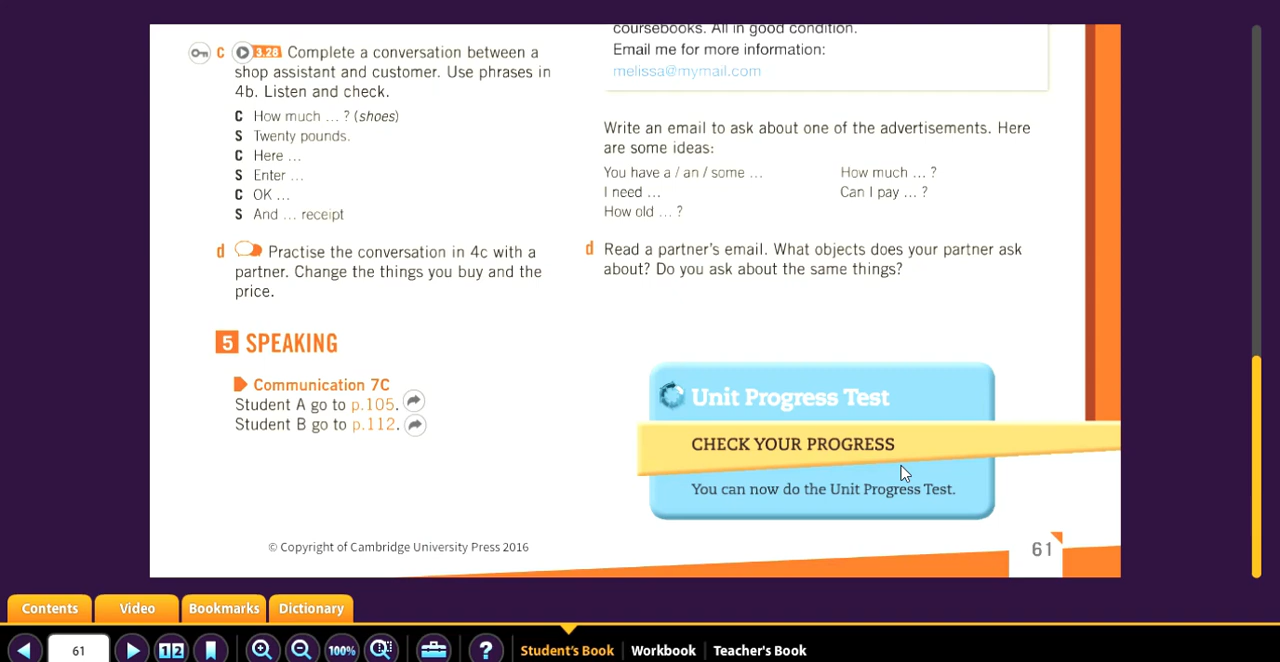 C 3.28 Complete a conversation between a
shop assistant and customer. Use phrases in
4b. Listen and check.
C How much ... ? (shoes)
S Twenty pounds.
C Here ...
S Enter ...
C OK ...
S And ... receipt
d Practise the conversation in 4c with a
partner. Change the things you buy and the
price.
5 SPEAKING
Communication 7C
Student A go to p.105.
Student B go to p.112.
© Copyright of Cambridge University Press 2016
coursebooks. All in good condition.
Email me for more information:
melissa@mymail.com
Write an email to ask about one of the advertisements. Here
are some ideas:
You have a / an / some ... How much ... ?
I need ... Can I pay ... ?
How old ... ?
d Read a partner's email. What objects does your partner ask
about? Do you ask about the same things?
Unit Progress Test
CHECK YOUR PROGRESS
You can now do the Unit Progress Test.
61
Contents Video Bookmarks Dictionary
61 1 2 100% ? Student's Book Workbook Teacher's Book